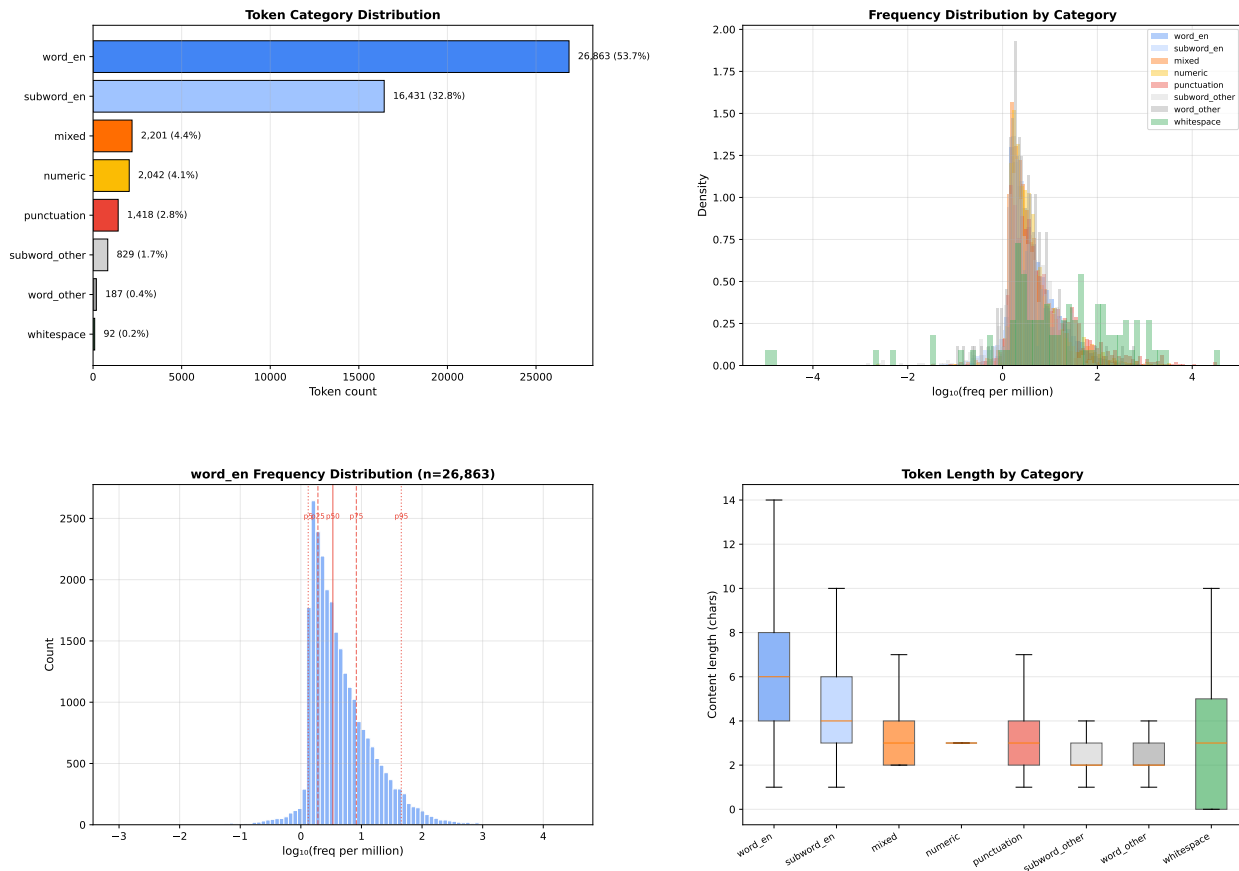 Token Category Distribution
word_en
subword_en
mixed
numeric
punctuation
subword_other
word_other
whitespace
26,863 (53.7%)
16,431 (32.8%)
2,201 (4.4%)
2,042 (4.1%)
1,418 (2.8%)
829 (1.7%)
187 (0.4%)
92 (0.2%)
0 5000 10000 15000 20000 25000
Token count
Frequency Distribution by Category
2.00
1.75
1.50
1.25
1.00
0.75
0.50
0.25
0.00
Density
word_en
subword_en
mixed
numeric
punctuation
subword_other
word_other
whitespace
−4 −2 0 2 4
log₁₀(freq per million)
word_en Frequency Distribution (n=26,863)
2500
2000
1500
1000
500
0
Count
p5 p25 p50 p75 p95
−3 −2 −1 0 1 2 3 4
log₁₀(freq per million)
Token Length by Category
14
12
10
8
6
4
2
0
Content length (chars)
word_en
subword_en
mixed
numeric
punctuation
subword_other
word_other
whitespace